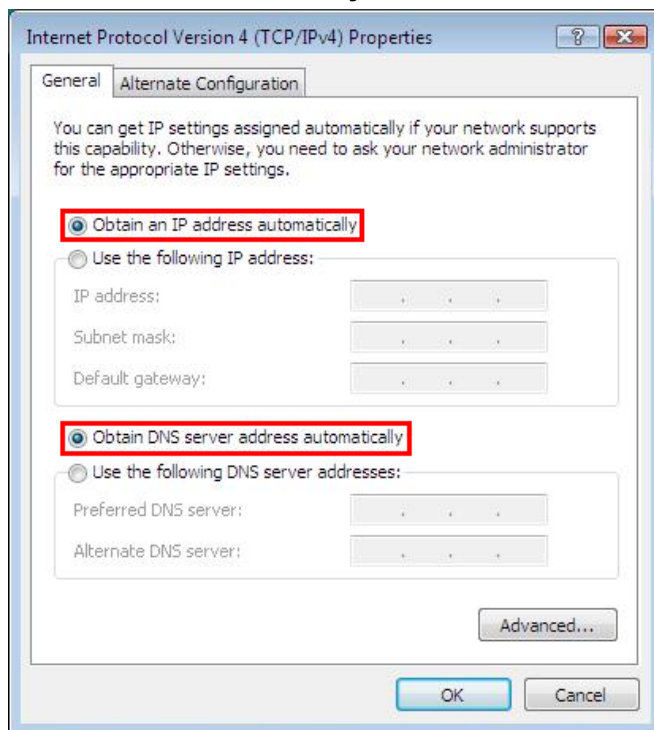 Internet Protocol Version 4 (TCP/IPv4) Properties
General
Alternate Configuration
You can get IP settings assigned automatically if your network supports
this capability. Otherwise, you need to ask your network administrator
for the appropriate IP settings.
Obtain an IP address automatically
Use the following IP address:
IP address:
Subnet mask:
Default gateway:
Obtain DNS server address automatically
Use the following DNS server addresses:
Preferred DNS server:
Alternate DNS server:
Advanced...
OK
Cancel